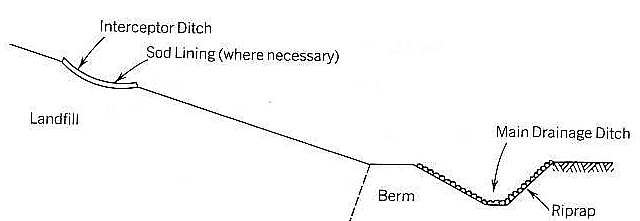 Interceptor Ditch
Sod Lining (where necessary)
Landfill
Main Drainage Ditch
Berm
Riprap